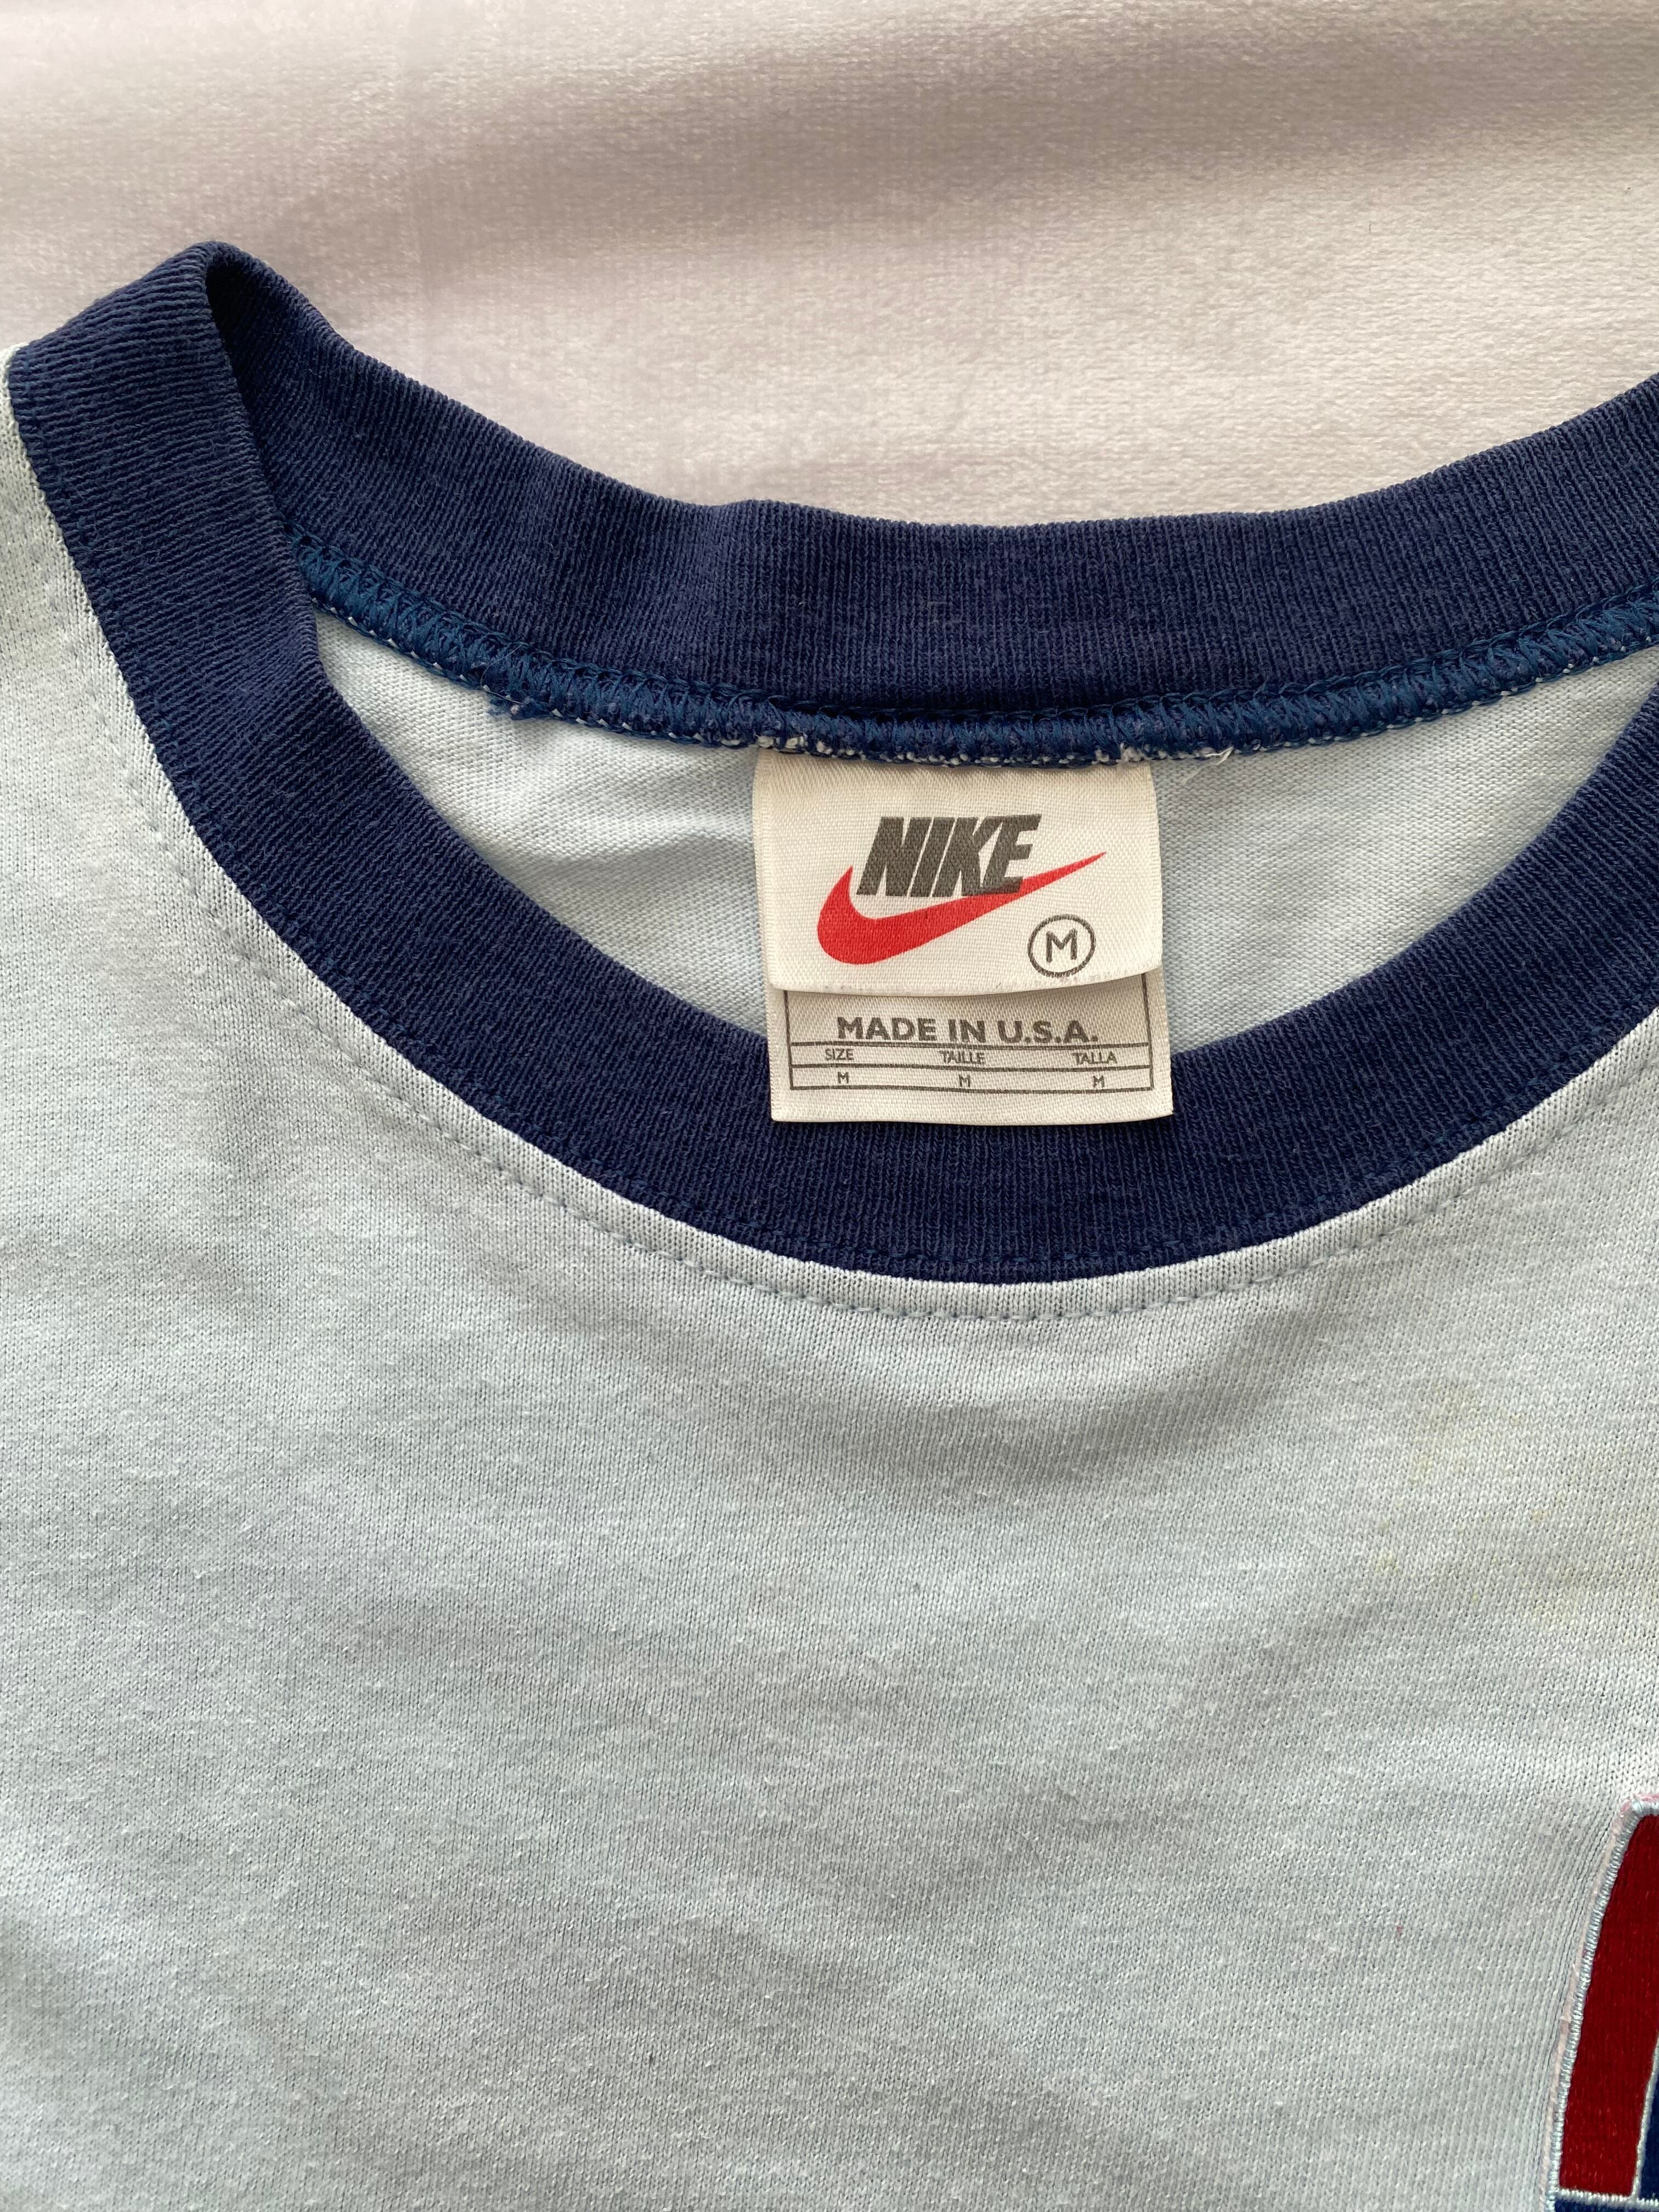 NIKE
M
MADE IN U.S.A.
SIZE TAILLE TALLA
M M M